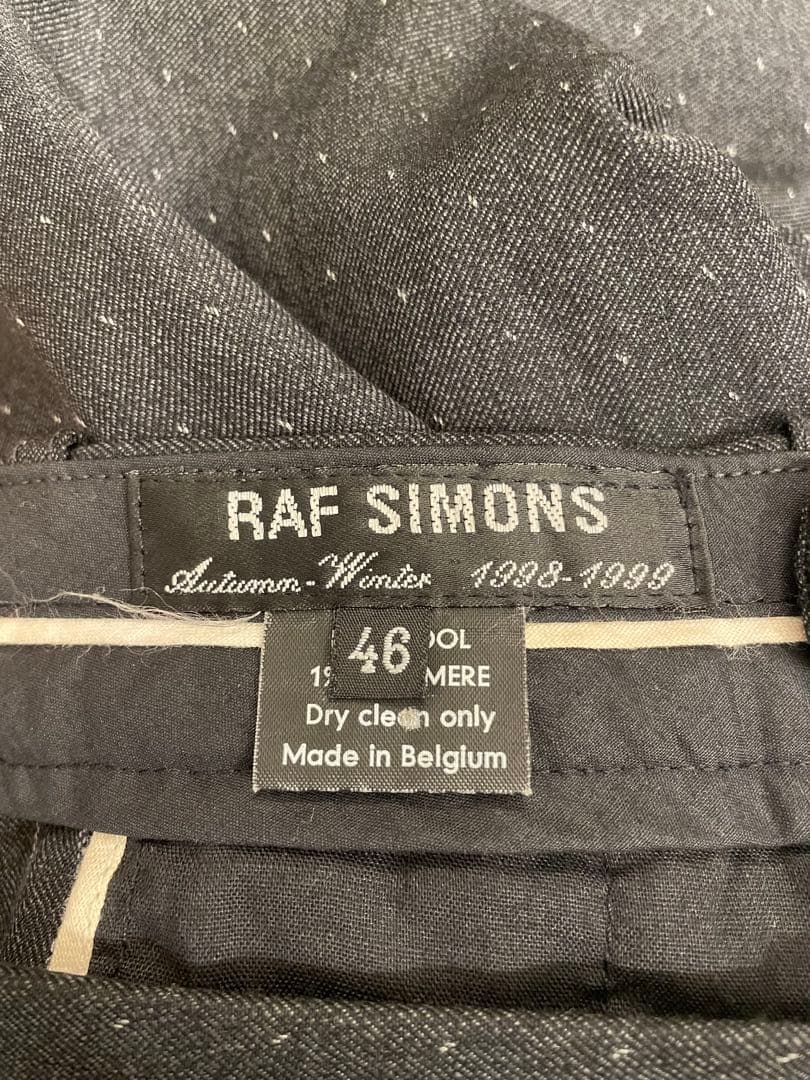 RAF SIMONS
Autumn-Winter 1998-1999
46
Dry clean only
Made in Belgium